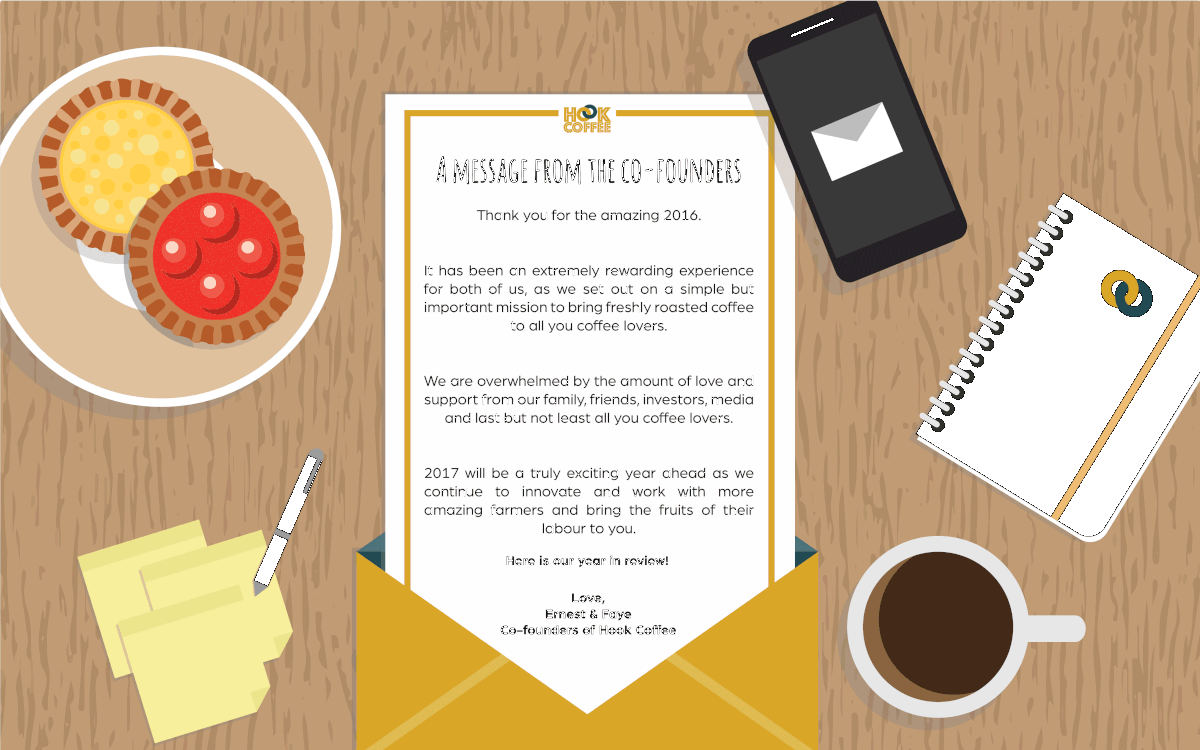 HOOK
COFFEE
A MESSAGE FROM THE CO-FOUNDERS
Thank you for the amazing 2016.
It has been an extremely rewarding experience
for both of us, as we set out on a simple but
important mission to bring freshly roasted coffee
to all you coffee lovers.
We are overwhelmed by the amount of love and
support from our family, friends, investors, media
and last but not least all you coffee lovers.
2017 will be a truly exciting year ahead as we
continue to innovate and work with more
amazing farmers and bring the fruits of their
labour to you.
Here is our year in review!
Love,
Ernest & Faye
Co-founders of Hook Coffee